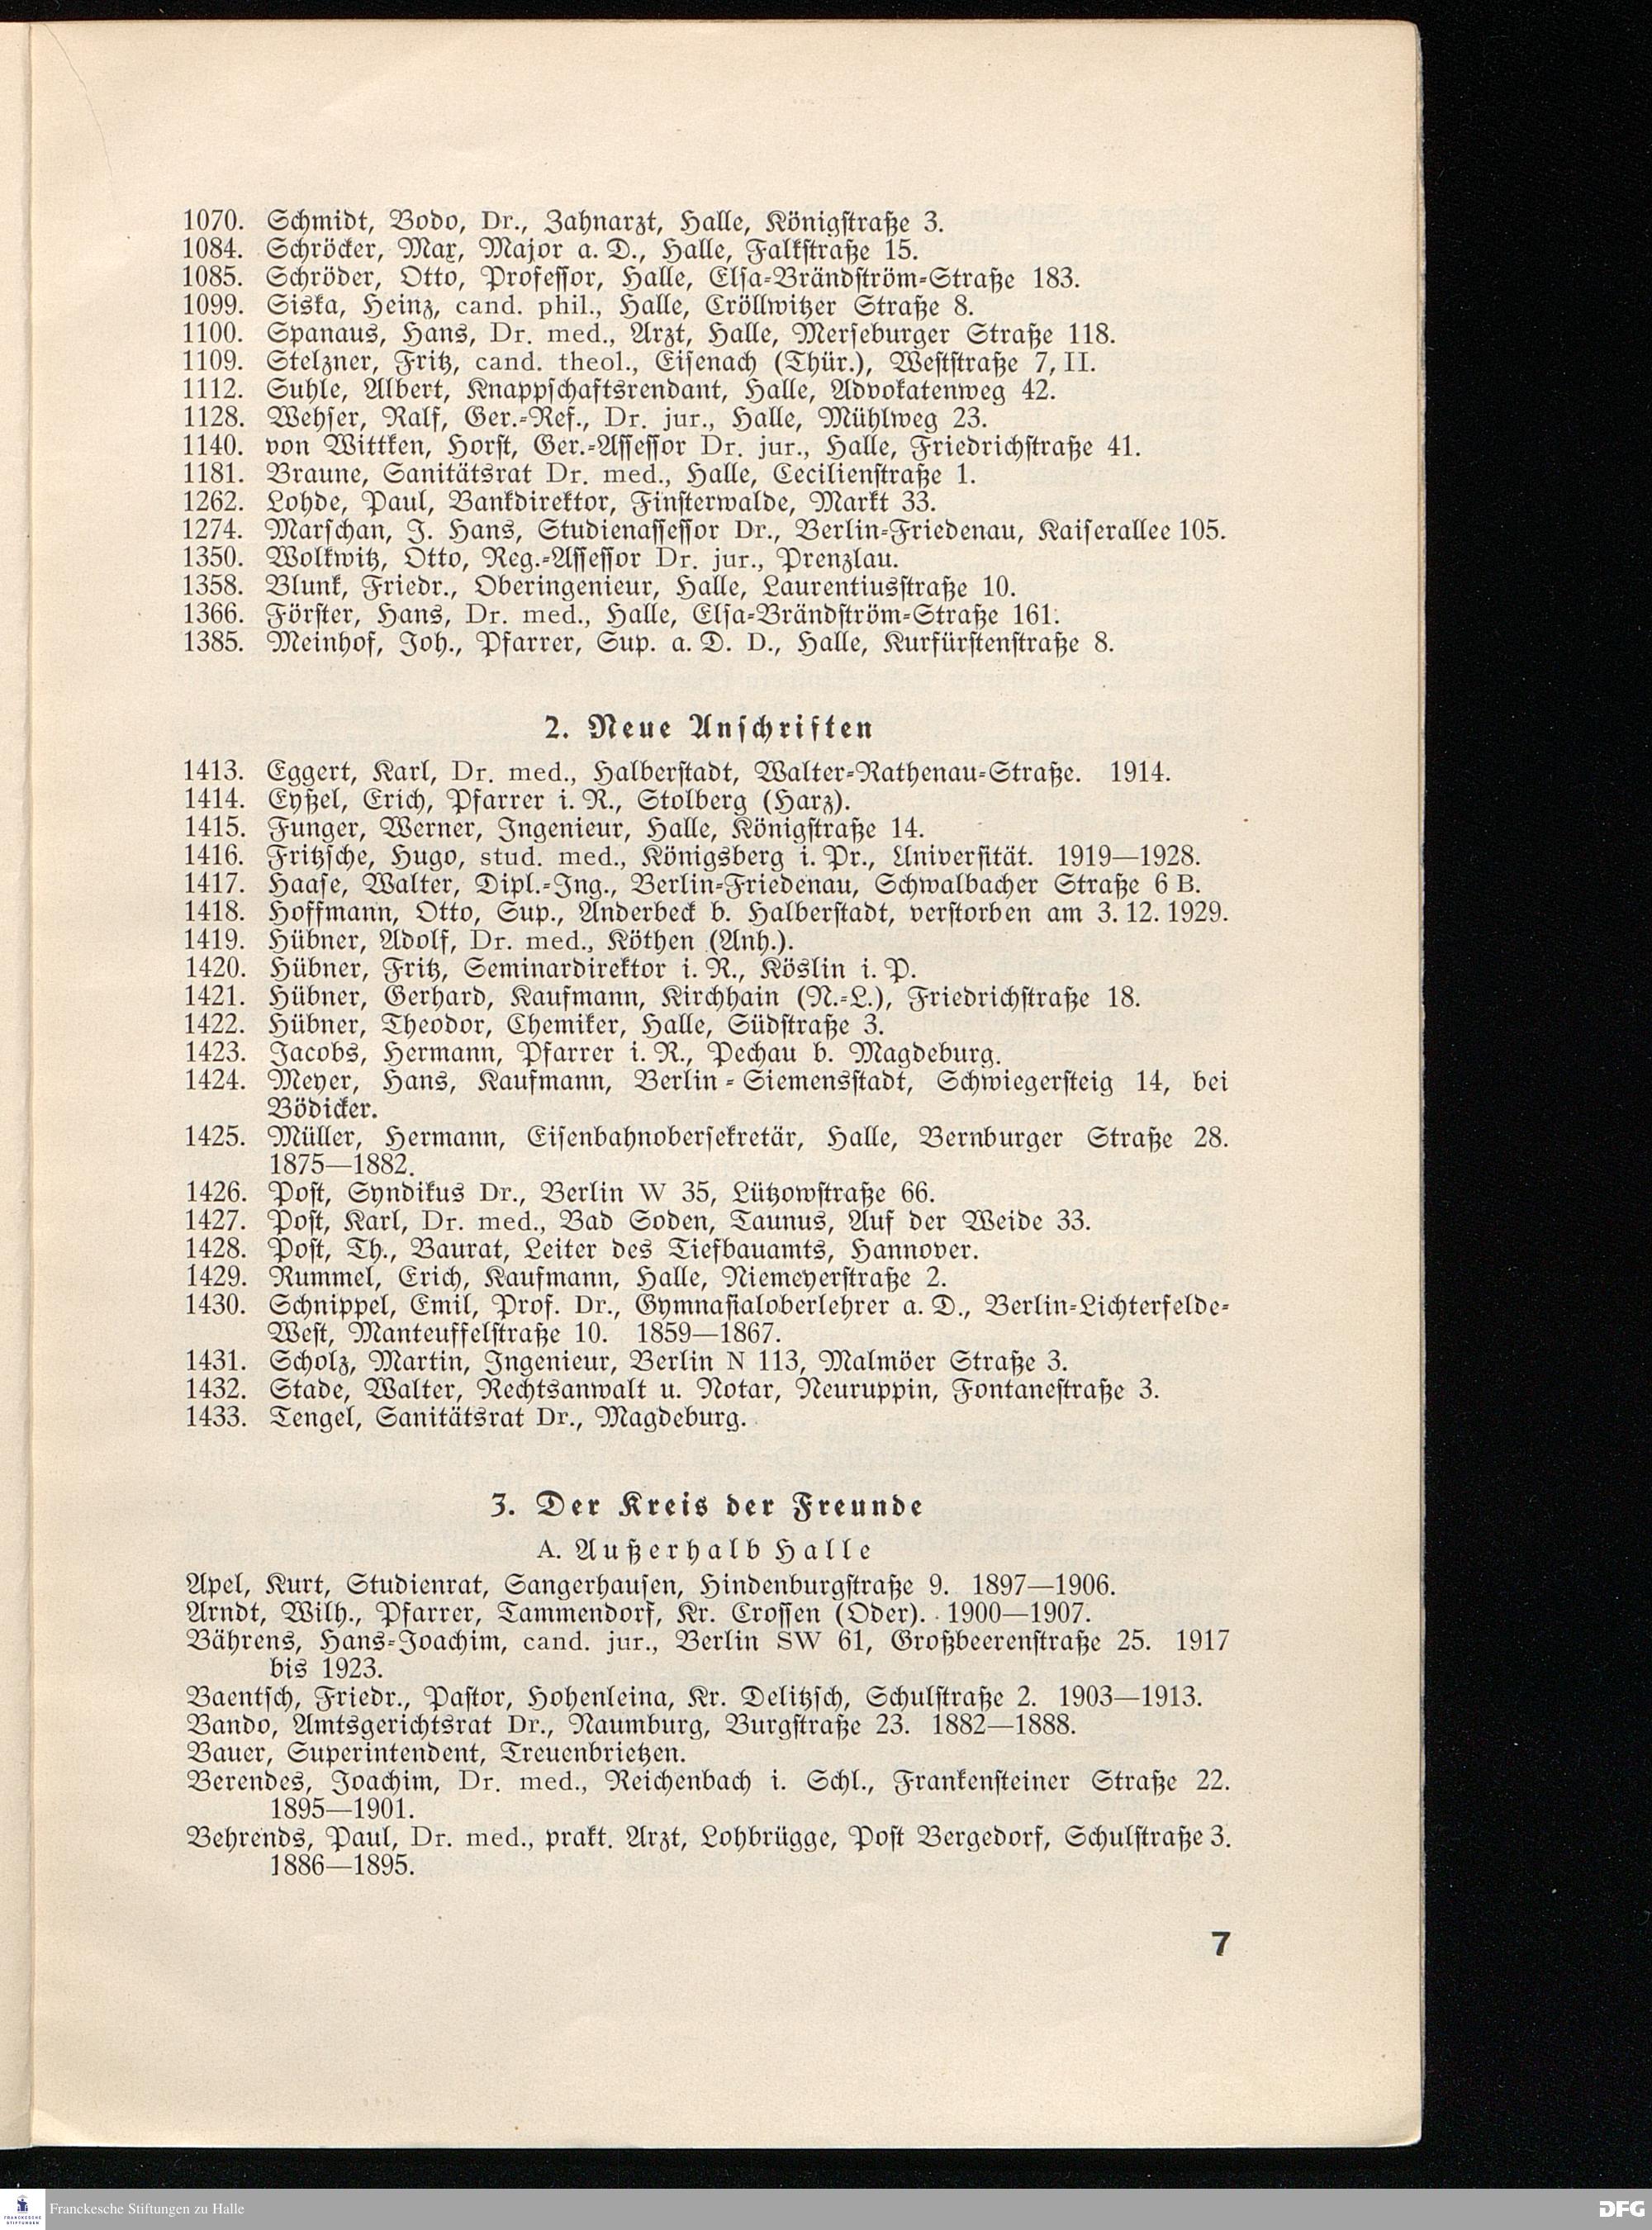 1070. Schmidt, Bodo, Dr., Zahnarzt, Halle, Königstraße 3.
1084. Schröcker, Max, Major a. D., Halle, Falkstraße 15.
1085. Schröder, Otto, Professor, Halle, Elsa-Brändström-Straße 183.
1099. Siska, Heinz, cand. phil., Halle, Cröllwitzer Straße 8.
1100. Spanaus, Hans, Dr. med., Arzt, Halle, Merseburger Straße 118.
1109. Stelzner, Fritz, cand. theol., Eisenach (Thür.), Weststraße 7, II.
1112. Suhle, Albert, Knappschaftsrendant, Halle, Advokatenweg 42.
1128. Wehser, Ralf, Ger.-Ref., Dr. jur., Halle, Mühlweg 23.
1140. von Wittken, Horst, Ger.-Assessor Dr. jur., Halle, Friedrichstraße 41.
1181. Braune, Sanitätsrat Dr. med., Halle, Cecilienstraße 1.
1262. Lohde, Paul, Bankdirektor, Finsterwalde, Markt 33.
1274. Marschan, J. Hans, Studienassessor Dr., Berlin-Friedenau, Kaiserallee 105.
1350. Wolkwitz, Otto, Reg.-Assessor Dr. jur., Prenzlau.
1358. Blunk, Friedr., Oberingenieur, Halle, Laurentiusstraße 10.
1366. Förster, Hans, Dr. med., Halle, Elsa-Brändström-Straße 161.
1385. Meinhof, Joh., Pfarrer, Sup. a. D. D., Halle, Kurfürstenstraße 8.
2. Neue Anschriften
1413. Eggert, Karl, Dr. med., Halberstadt, Walter-Rathenau-Straße. 1914.
1414. Eyßel, Erich, Pfarrer i. R., Stolberg (Harz).
1415. Funger, Werner, Ingenieur, Halle, Königstraße 14.
1416. Fritzsche, Hugo, stud. med., Königsberg i. Pr., Universität. 1919—1928.
1417. Haase, Walter, Dipl.-Ing., Berlin-Friedenau, Schwalbacher Straße 6 B.
1418. Hoffmann, Otto, Sup., Anderbeck b. Halberstadt, verstorben am 3. 12. 1929.
1419. Hübner, Adolf, Dr. med., Köthen (Anh.).
1420. Hübner, Fritz, Seminardirektor i. R., Köslin i. P.
1421. Hübner, Gerhard, Kaufmann, Kirchhain (N.-L.), Friedrichstraße 18.
1422. Hübner, Theodor, Chemiker, Halle, Südstraße 3.
1423. Jacobs, Hermann, Pfarrer i. R., Pechau b. Magdeburg.
1424. Meyer, Hans, Kaufmann, Berlin-Siemensstadt, Schwiegersteig 14, bei
Bödicker.
1425. Müller, Hermann, Eisenbahnobersekretär, Halle, Bernburger Straße 28.
1875—1882.
1426. Post, Syndikus Dr., Berlin W 35, Lützowstraße 66.
1427. Post, Karl, Dr. med., Bad Soden, Taunus, Auf der Weide 33.
1428. Post, Th., Baurat, Leiter des Tiefbauamts, Hannover.
1429. Rummel, Erich, Kaufmann, Halle, Niemeyerstraße 2.
1430. Schnippel, Emil, Prof. Dr., Gymnasialoberlehrer a. D., Berlin-Lichterfelde-
West, Manteuffelstraße 10. 1859—1867.
1431. Scholz, Martin, Ingenieur, Berlin N 113, Malmöer Straße 3.
1432. Stade, Walter, Rechtsanwalt u. Notar, Neuruppin, Fontanestraße 3.
1433. Tengel, Sanitätsrat Dr., Magdeburg.
3. Der Kreis der Freunde
A. Außerhalb Halle
Apel, Kurt, Studienrat, Sangerhausen, Hindenburgstraße 9. 1897—1906.
Arndt, Wilh., Pfarrer, Tammendorf, Kr. Crossen (Oder). 1900—1907.
Bährens, Hans-Joachim, cand. jur., Berlin SW 61, Großbeerenstraße 25. 1917
bis 1923.
Baentsch, Friedr., Pastor, Hohenleina, Kr. Delitzsch, Schulstraße 2. 1903—1913.
Bando, Amtsgerichtsrat Dr., Naumburg, Burgstraße 23. 1882—1888.
Bauer, Superintendent, Treuenbrietzen.
Berendes, Joachim, Dr. med., Reichenbach i. Schl., Frankensteiner Straße 22.
1895—1901.
Behrends, Paul, Dr. med., prakt. Arzt, Lohbrügge, Post Bergedorf, Schulstraße 3.
1886—1895.
7
FRANCKESCHE
STIFTUNGEN
Franckesche Stiftungen zu Halle
DFG